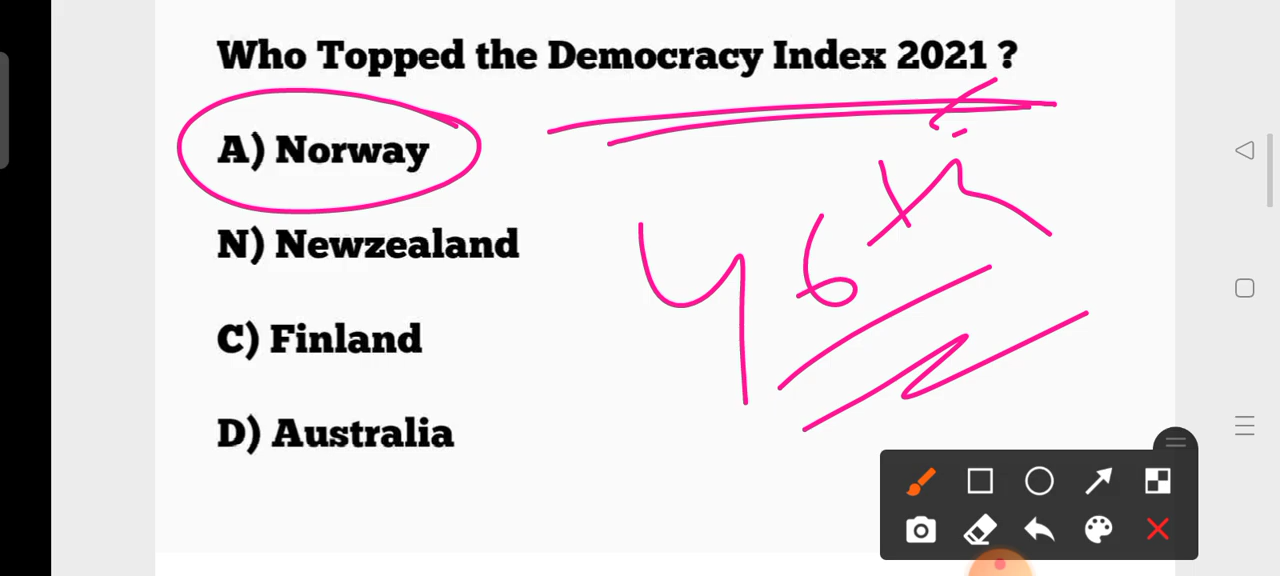 Who Topped the Democracy Index 2021 ?
A) Norway
N) Newzealand
C) Finland
D) Australia
46th